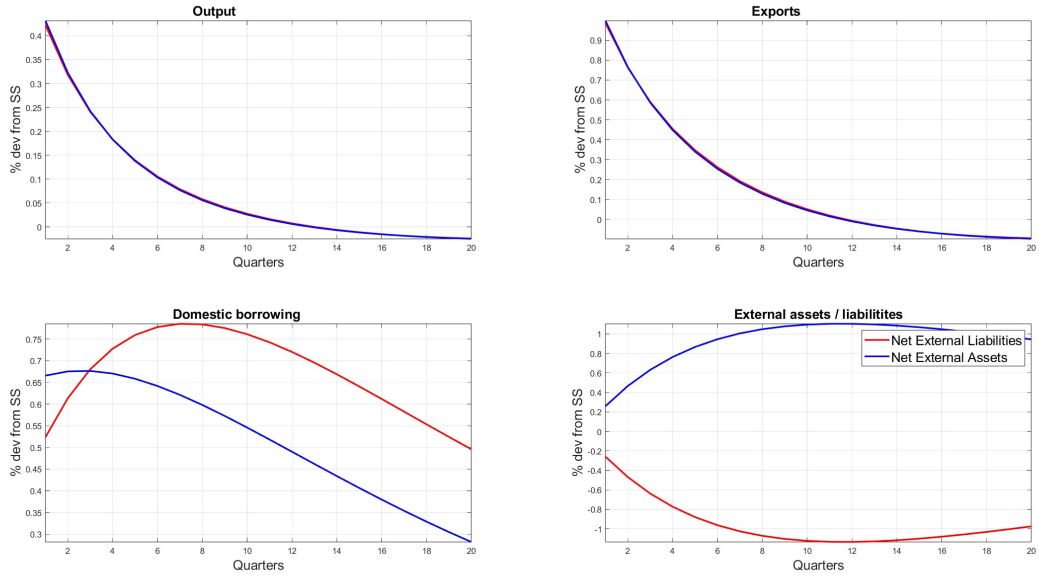 Output
% dev from SS
0.4
0.35
0.3
0.25
0.2
0.15
0.1
0.05
0
2 4 6 8 10 12 14 16 18 20
Quarters
Exports
% dev from SS
0.9
0.8
0.7
0.6
0.5
0.4
0.3
0.2
0.1
0
2 4 6 8 10 12 14 16 18 20
Quarters
Domestic borrowing
% dev from SS
0.75
0.7
0.65
0.6
0.55
0.5
0.45
0.4
0.35
0.3
2 4 6 8 10 12 14 16 18 20
Quarters
External assets / liabilitites
% dev from SS
1
0.8
0.6
0.4
0.2
0
-0.2
-0.4
-0.6
-0.8
-1
2 4 6 8 10 12 14 16 18 20
Quarters
Net External Liabilities
Net External Assets